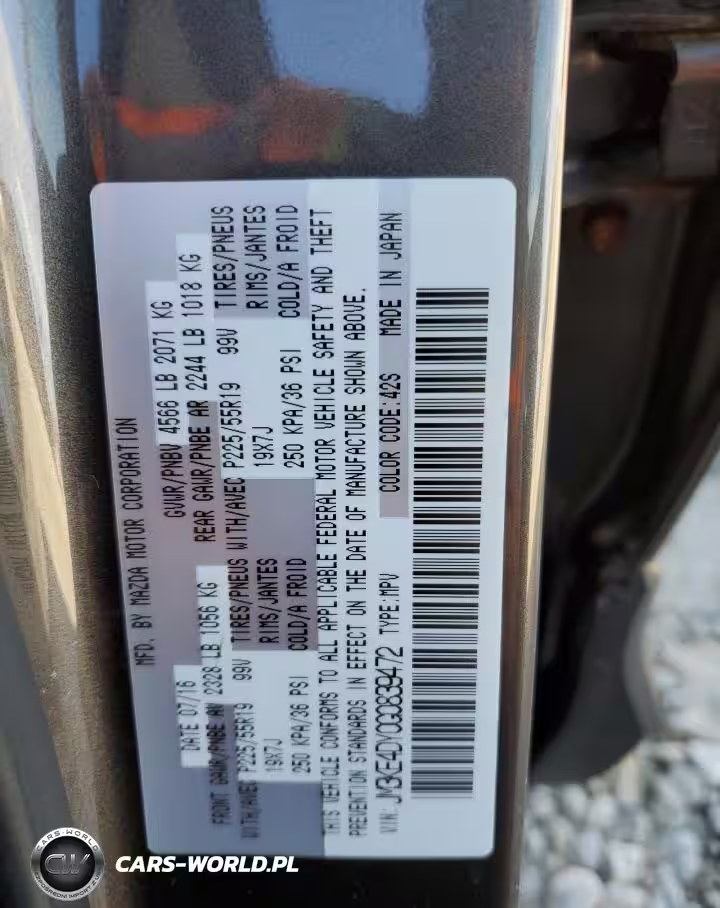 MFD. BY MAZDA MOTOR CORPORATION
DATE 07/16 GVWR/PNBV 4566 LB 2071 KG
FRONT GAWR/PNBE AV 2328 LB 1056 KG REAR GAWR/PNBE AR 2244 LB 1018 KG
WITH/AVEC P225/55R19 99V TIRES/PNEUS WITH/AVEC P225/55R19 99V TIRES/PNEUS
19X7J RIMS/JANTES 19X7J RIMS/JANTES
250 KPA/36 PSI COLD/A FROID 250 KPA/36 PSI COLD/A FROID
THIS VEHICLE CONFORMS TO ALL APPLICABLE FEDERAL MOTOR VEHICLE SAFETY AND THEFT
PREVENTION STANDARDS IN EFFECT ON THE DATE OF MANUFACTURE SHOWN ABOVE.
VIN: JM3KE4DY0G0839472 TYPE:MPV COLOR CODE:42S MADE IN JAPAN
CARS-WORLD
CW
CARS-WORLD.PL